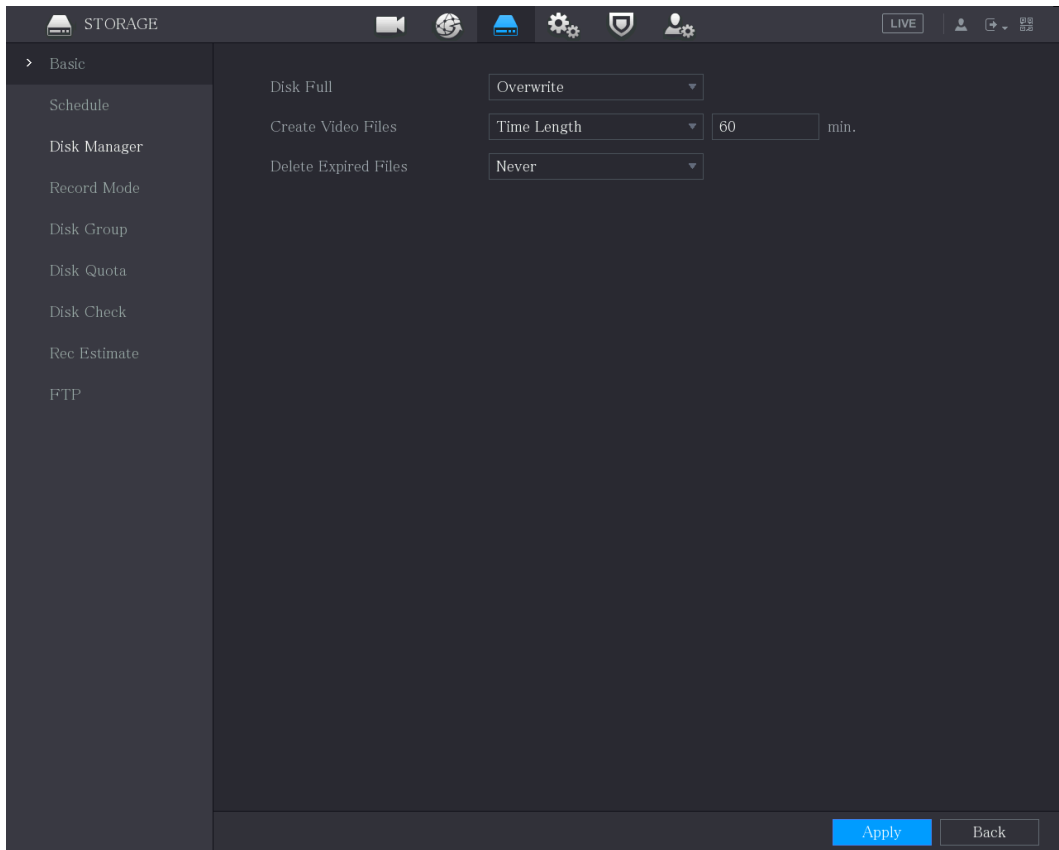 STORAGE LIVE
Basic
Disk Full Overwrite
Schedule
Create Video Files Time Length 60 min.
Disk Manager
Delete Expired Files Never
Record Mode
Disk Group
Disk Quota
Disk Check
Rec Estimate
FTP
Apply Back